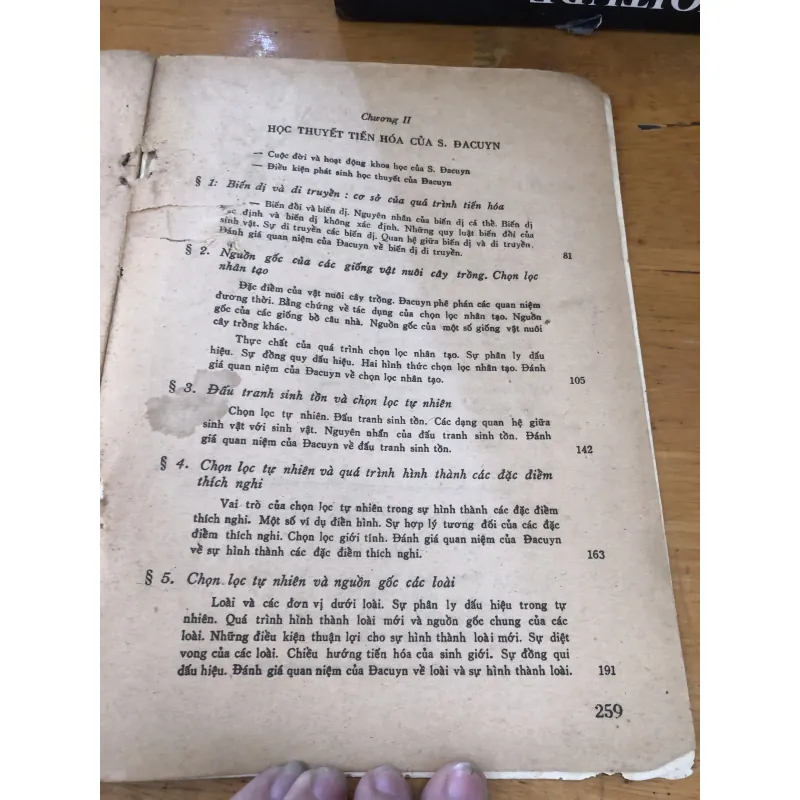 OLITUDE
Chương II
HỌC THUYẾT TIẾN HÓA CỦA S. ĐACUYN
— Cuộc đời và hoạt động khoa học của S. Đacuyn
— Điều kiện phát sinh học thuyết của Đacuyn
§ 1: Biến dị và di truyền: cơ sở của quá trình tiến hóa
— Biến đổi và biến dị. Nguyên nhân của biến dị cá thể. Biến dị
định và biến dị không xác định. Những quy luật biến đổi của
sinh vật. Sự di truyền các biến dị. Quan hệ giữa biến dị và di truyền.
Đánh giá quan niệm của Đacuyn về biến dị di truyền. 81
§ 2. Nguồn gốc của các giống vật nuôi cây trồng. Chọn lọc
nhân tạo
Đặc điểm của vật nuôi cây trồng. Đacuyn phê phán các quan niệm
đương thời. Bằng chứng về tác dụng của chọn lọc nhân tạo. Nguồn
gốc của các giống bồ câu nhà. Nguồn gốc của một số giống vật nuôi
cây trồng khác.
Thực chất của quá trình chọn lọc nhân tạo. Sự phân ly dấu
hiệu. Sự đồng quy dấu hiệu. Hai hình thức chọn lọc nhân tạo. Đánh
giá quan niệm của Đacuyn về chọn lọc nhân tạo. 105
§ 3. Đấu tranh sinh tồn và chọn lọc tự nhiên
Chọn lọc tự nhiên. Đấu tranh sinh tồn. Các dạng quan hệ giữa
sinh vật với sinh vật. Nguyên nhân của đấu tranh sinh tồn. Đánh
giá quan niệm của Đacuyn về đấu tranh sinh tồn. 142
§ 4. Chọn lọc tự nhiên và quá trình hình thành các đặc điểm
thích nghi
Vai trò của chọn lọc tự nhiên trong sự hình thành các đặc điểm
thích nghi. Một số ví dụ điển hình. Sự hợp lý tương đối của các đặc
điểm thích nghi. Chọn lọc giới tính. Đánh giá quan niệm của Đacuyn
về sự hình thành các đặc điểm thích nghi. 163
§ 5. Chọn lọc tự nhiên và nguồn gốc các loài
Loài và các đơn vị dưới loài. Sự phân ly dấu hiệu trong tự
nhiên. Quá trình hình thành loài mới và nguồn gốc chung của các
loài. Những điều kiện thuận lợi cho sự hình thành loài mới. Sự diệt
vong của các loài. Chiều hướng tiến hóa của sinh giới. Sự đồng qui
dấu hiệu. Đánh giá quan niệm của Đacuyn về loài và sự hình thành loài. 191
259